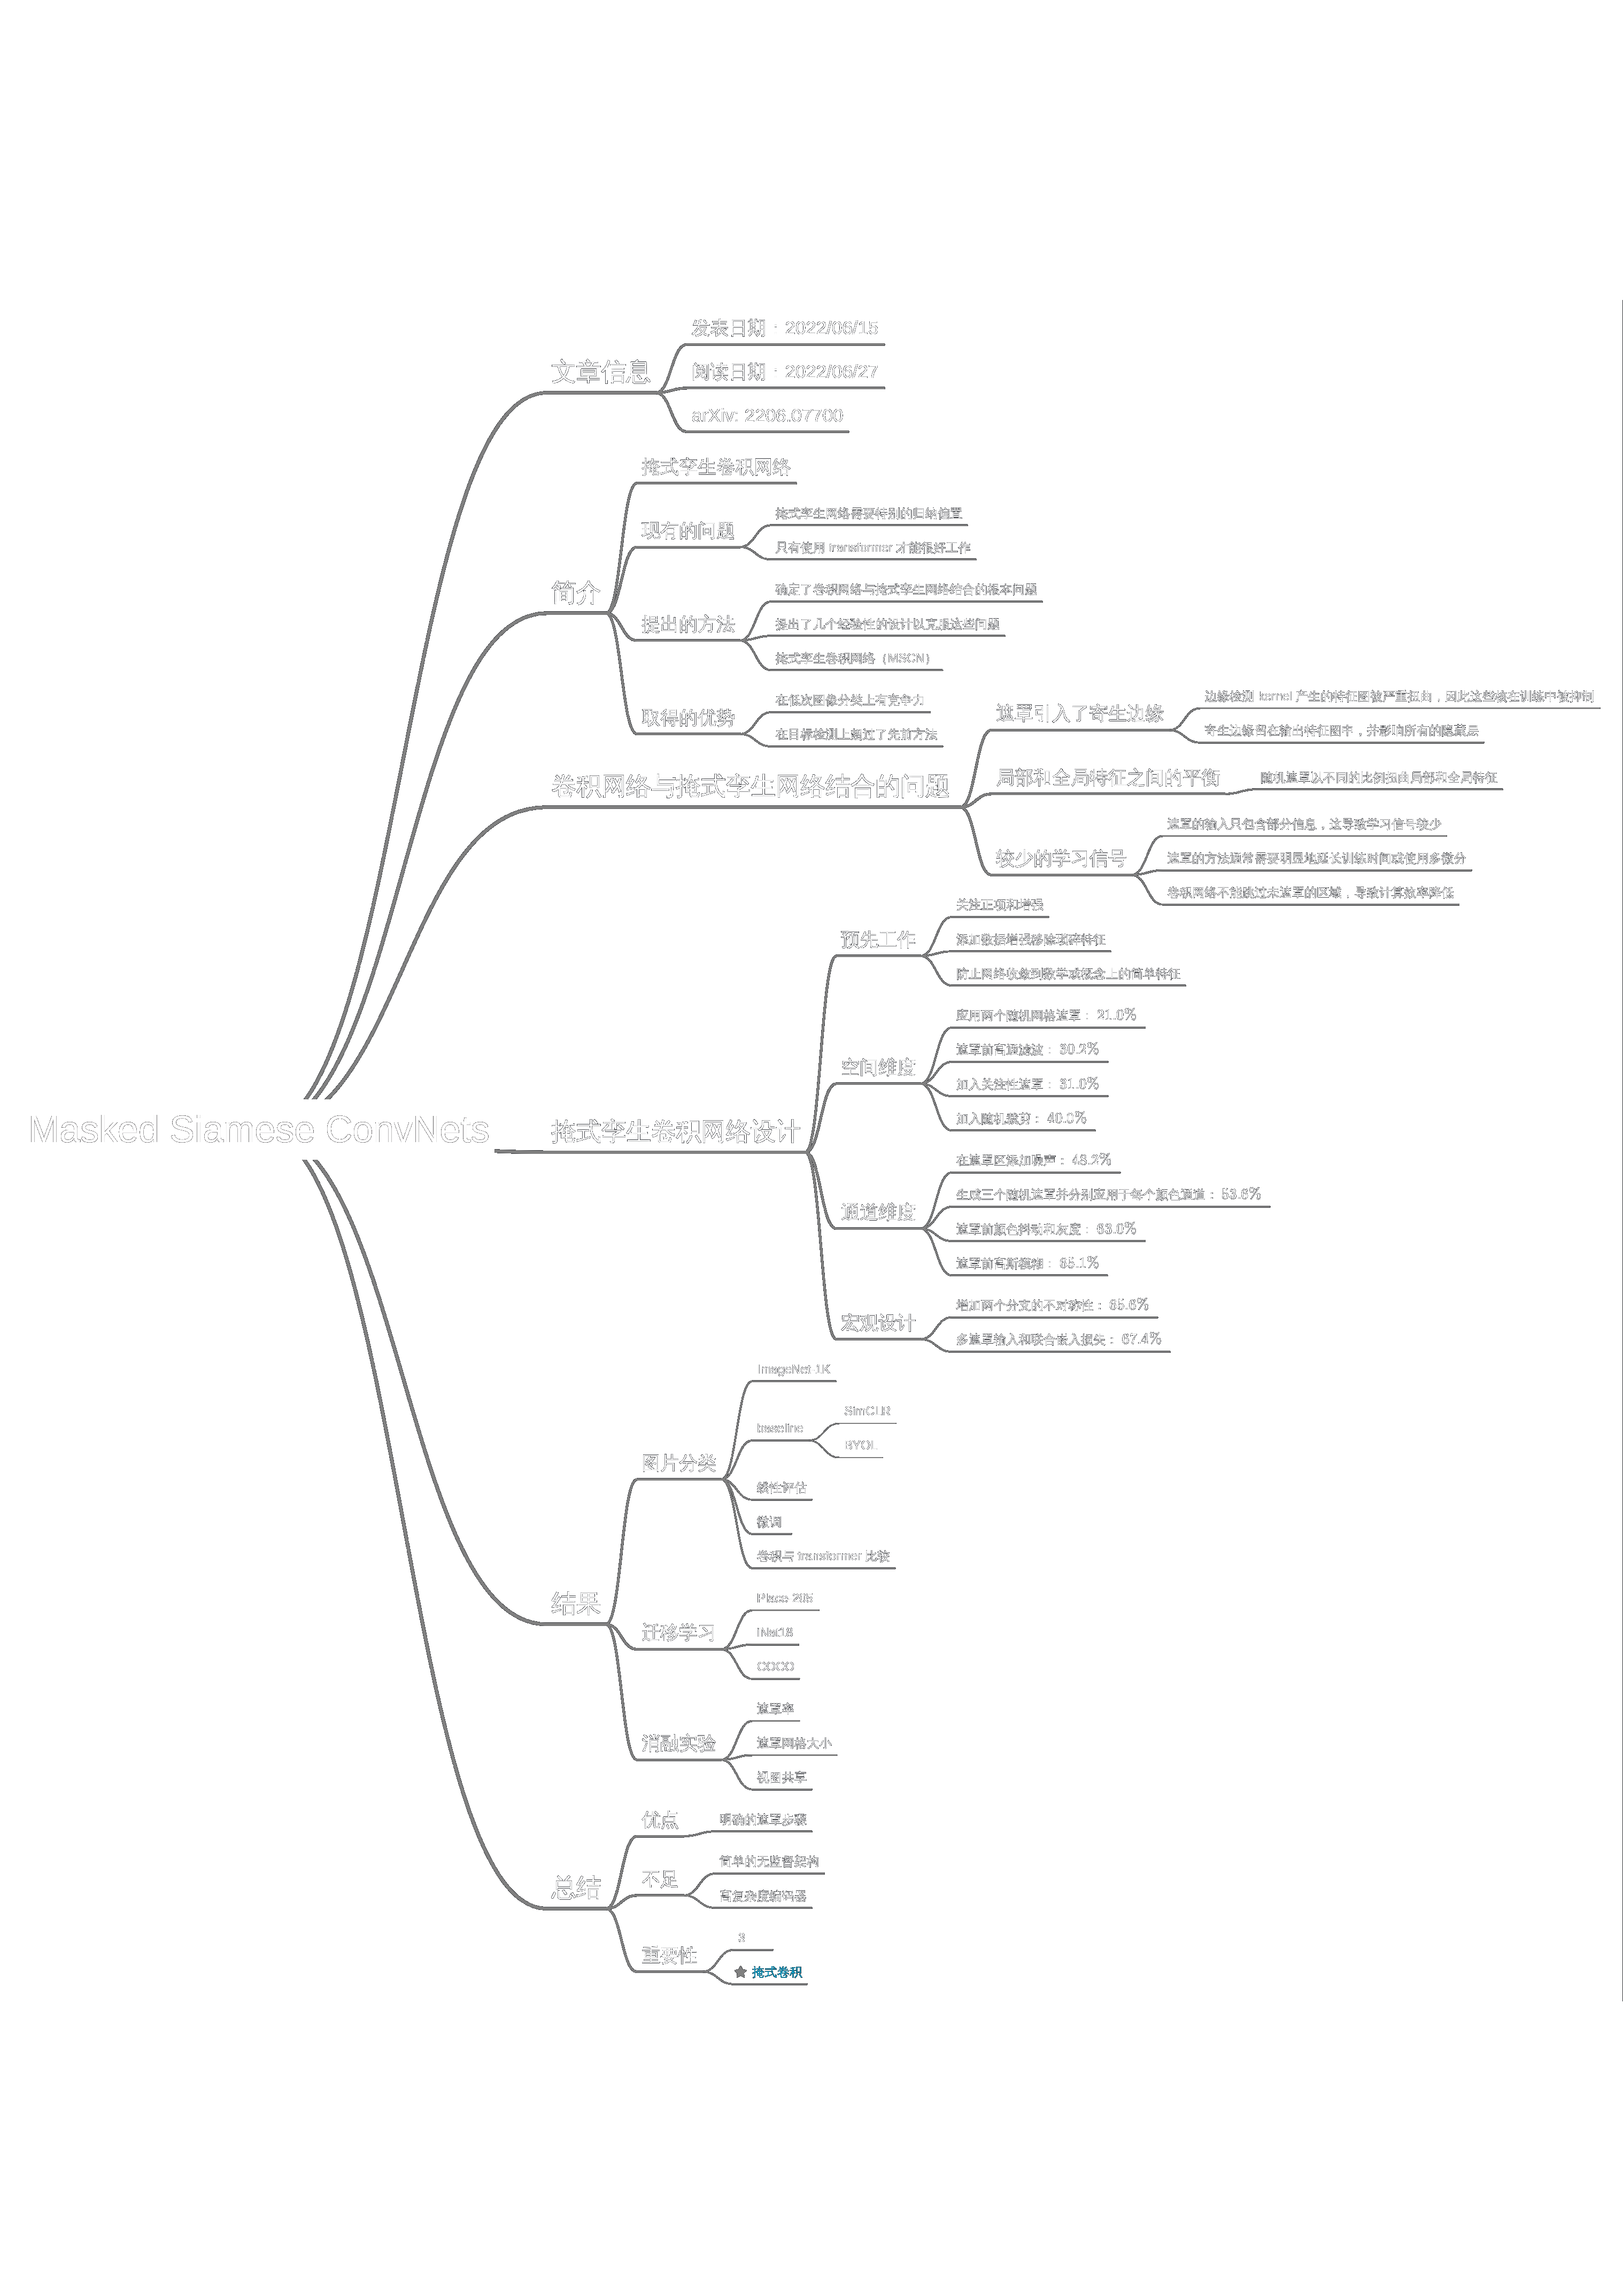 发表日期：2022/06/15
文章信息
阅读日期：2022/06/27
arXiv: 2206.07700
掩式孪生卷积网络
现有的问题
掩式孪生网络需要特别的归纳偏置
只有使用 transformer 才能很好工作
简介
提出的方法
确定了卷积网络与掩式孪生网络结合的根本问题
提出了几个经验性的设计以克服这些问题
掩式孪生卷积网络（MSCN）
取得的优势
在低次图像分类上有竞争力
在目标检测上超过了先前方法
卷积网络与掩式孪生网络结合的问题
遮罩引入了寄生边缘
边缘检测 kernel 产生的特征图被严重扭曲，因此这些核在训练中被抑制
寄生边缘留在输出特征图中，并影响所有的隐藏层
局部和全局特征之间的平衡
随机遮罩以不同的比例扭曲局部和全局特征
较少的学习信号
遮罩的输入只包含部分信息，这导致学习信号较少
遮罩的方法通常需要明显地延长训练时间或使用多微分
卷积网络不能跳过未遮罩的区域，导致计算效率降低
Masked Siamese ConvNets
掩式孪生卷积网络设计
预先工作
关注正项和增强
添加数据增强移除琐碎特征
防止网络收敛到数学或概念上的简单特征
空间维度
应用两个随机网格遮罩：21.0%
遮罩前高通滤波：30.2%
加入关注性遮罩：31.0%
加入随机裁剪：40.0%
通道维度
在遮罩区添加噪声：48.2%
生成三个随机遮罩并分别应用于每个颜色通道：53.6%
遮罩前颜色抖动和灰度：63.0%
遮罩前高斯模糊：65.1%
宏观设计
增加两个分支的不对称性：65.6%
多遮罩输入和联合嵌入损失：67.4%
结果
图片分类
ImageNet-1K
baseline
SimCLR
BYOL
线性评估
微调
卷积与 transformer 比较
迁移学习
Place-205
iNat18
COCO
消融实验
遮罩率
遮罩网格大小
视图共享
总结
优点
明确的遮罩步骤
不足
简单的无监督架构
高复杂度编码器
重要性
3
掩式卷积